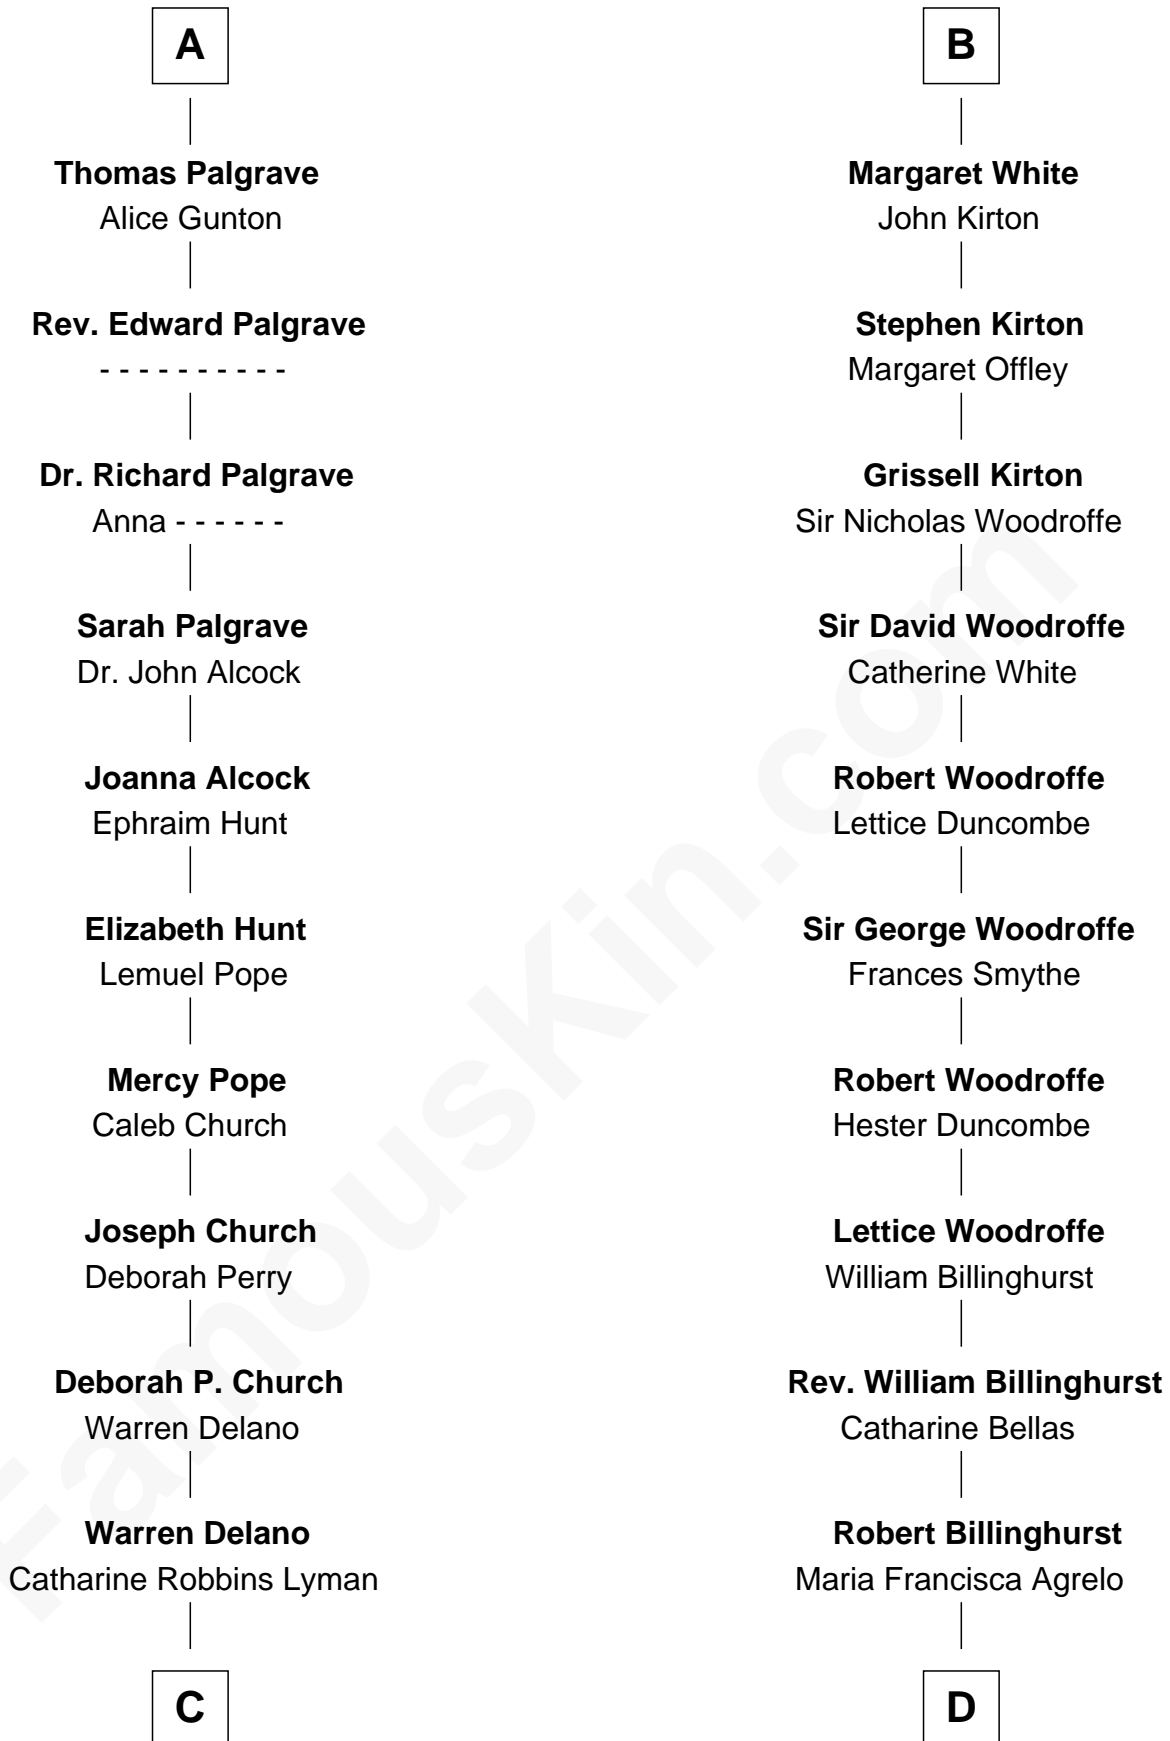 A
Thomas Palgrave
Alice Gunton
Rev. Edward Palgrave
- - - - - - - - - -
Dr. Richard Palgrave
Anna - - - - - -
Sarah Palgrave
Dr. John Alcock
Joanna Alcock
Ephraim Hunt
Elizabeth Hunt
Lemuel Pope
Mercy Pope
Caleb Church
Joseph Church
Deborah Perry
Deborah P. Church
Warren Delano
Warren Delano
Catharine Robbins Lyman
C
B
Margaret White
John Kirton
Stephen Kirton
Margaret Offley
Grissell Kirton
Sir Nicholas Woodroffe
Sir David Woodroffe
Catherine White
Robert Woodroffe
Lettice Duncombe
Sir George Woodroffe
Frances Smythe
Robert Woodroffe
Hester Duncombe
Lettice Woodroffe
William Billinghurst
Rev. William Billinghurst
Catharine Bellas
Robert Billinghurst
Maria Francisca Agrelo
D
FamousKin.com